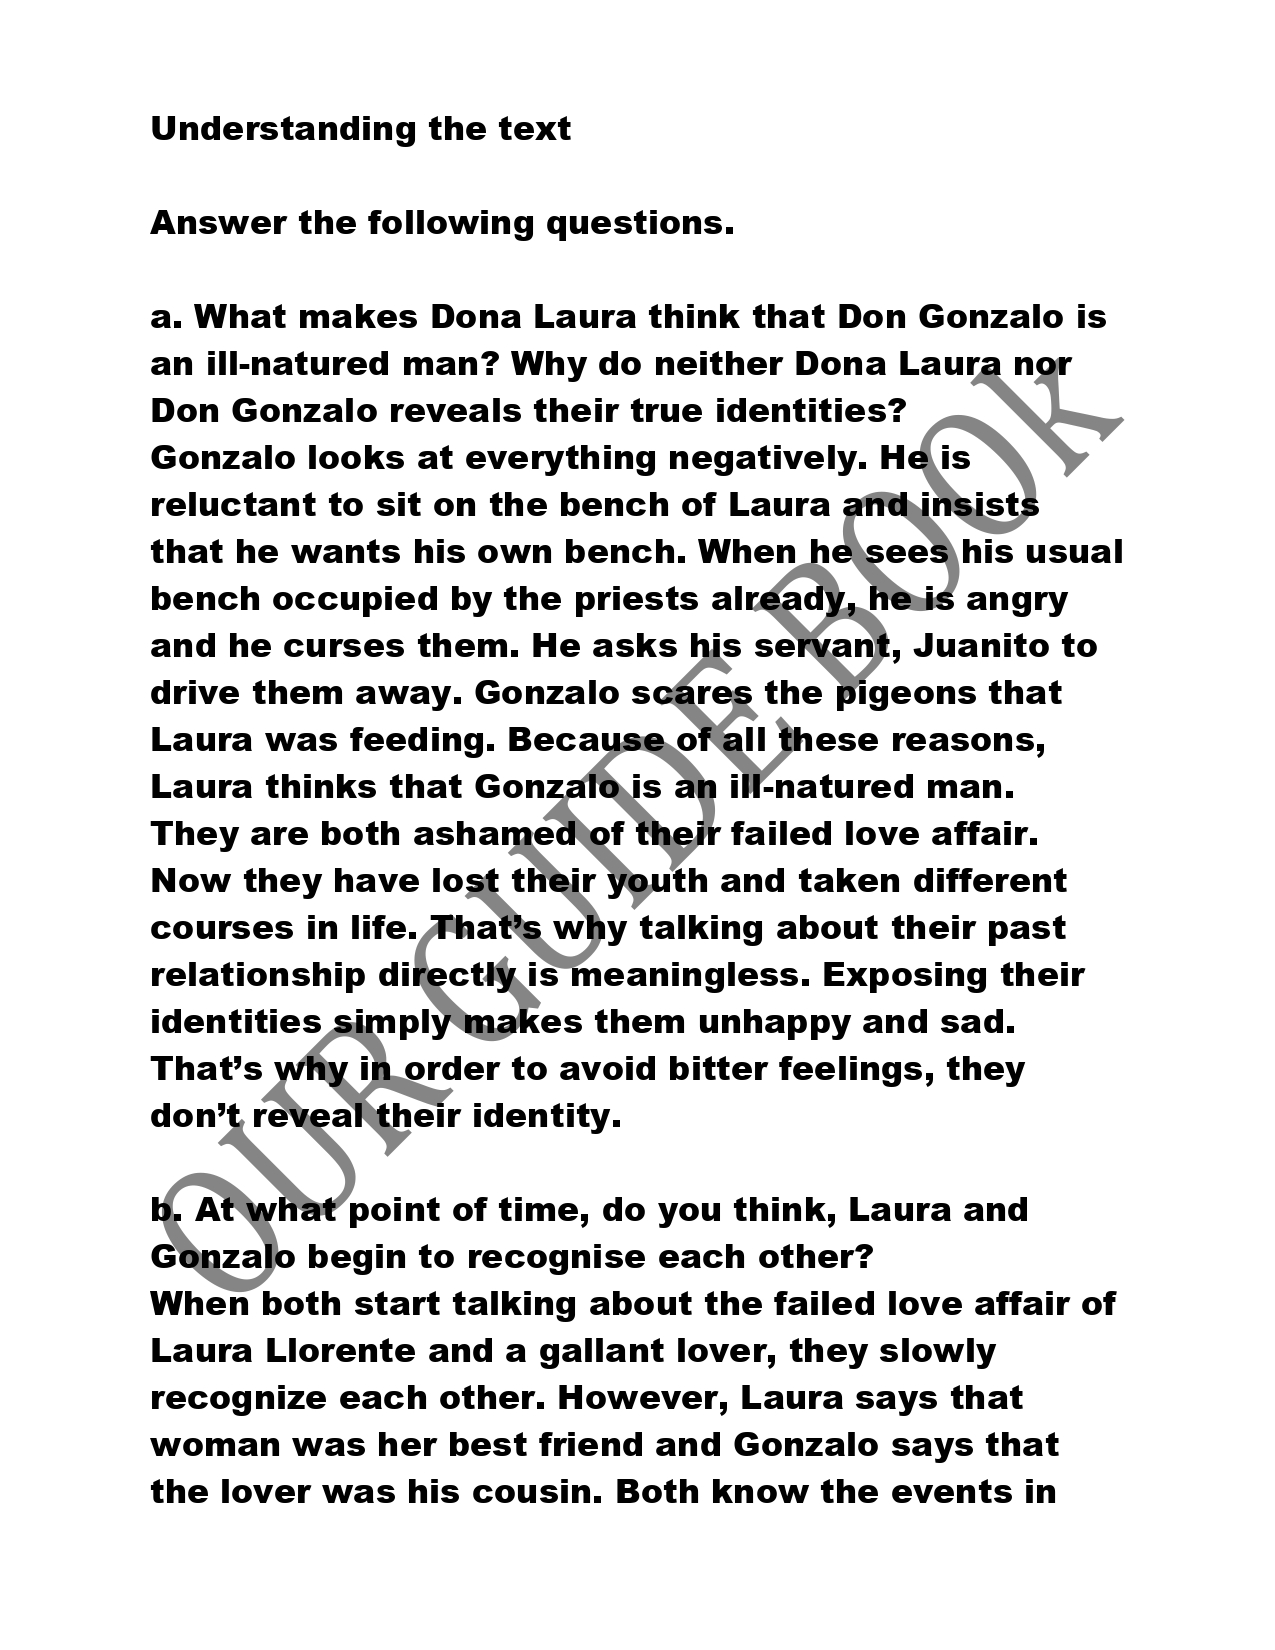 Understanding the text
Answer the following questions.
a. What makes Dona Laura think that Don Gonzalo is
an ill-natured man? Why do neither Dona Laura nor
Don Gonzalo reveals their true identities?
Gonzalo looks at everything negatively. He is
reluctant to sit on the bench of Laura and insists
that he wants his own bench. When he sees his usual
bench occupied by the priests already, he is angry
and he curses them. He asks his servant, Juanito to
drive them away. Gonzalo scares the pigeons that
Laura was feeding. Because of all these reasons,
Laura thinks that Gonzalo is an ill-natured man.
They are both ashamed of their failed love affair.
Now they have lost their youth and taken different
courses in life. That’s why talking about their past
relationship directly is meaningless. Exposing their
identities simply makes them unhappy and sad.
That’s why in order to avoid bitter feelings, they
don’t reveal their identity.
b. At what point of time, do you think, Laura and
Gonzalo begin to recognise each other?
When both start talking about the failed love affair of
Laura Llorente and a gallant lover, they slowly
recognize each other. However, Laura says that
woman was her best friend and Gonzalo says that
the lover was his cousin. Both know the events in
OUR GUIDE BOOK